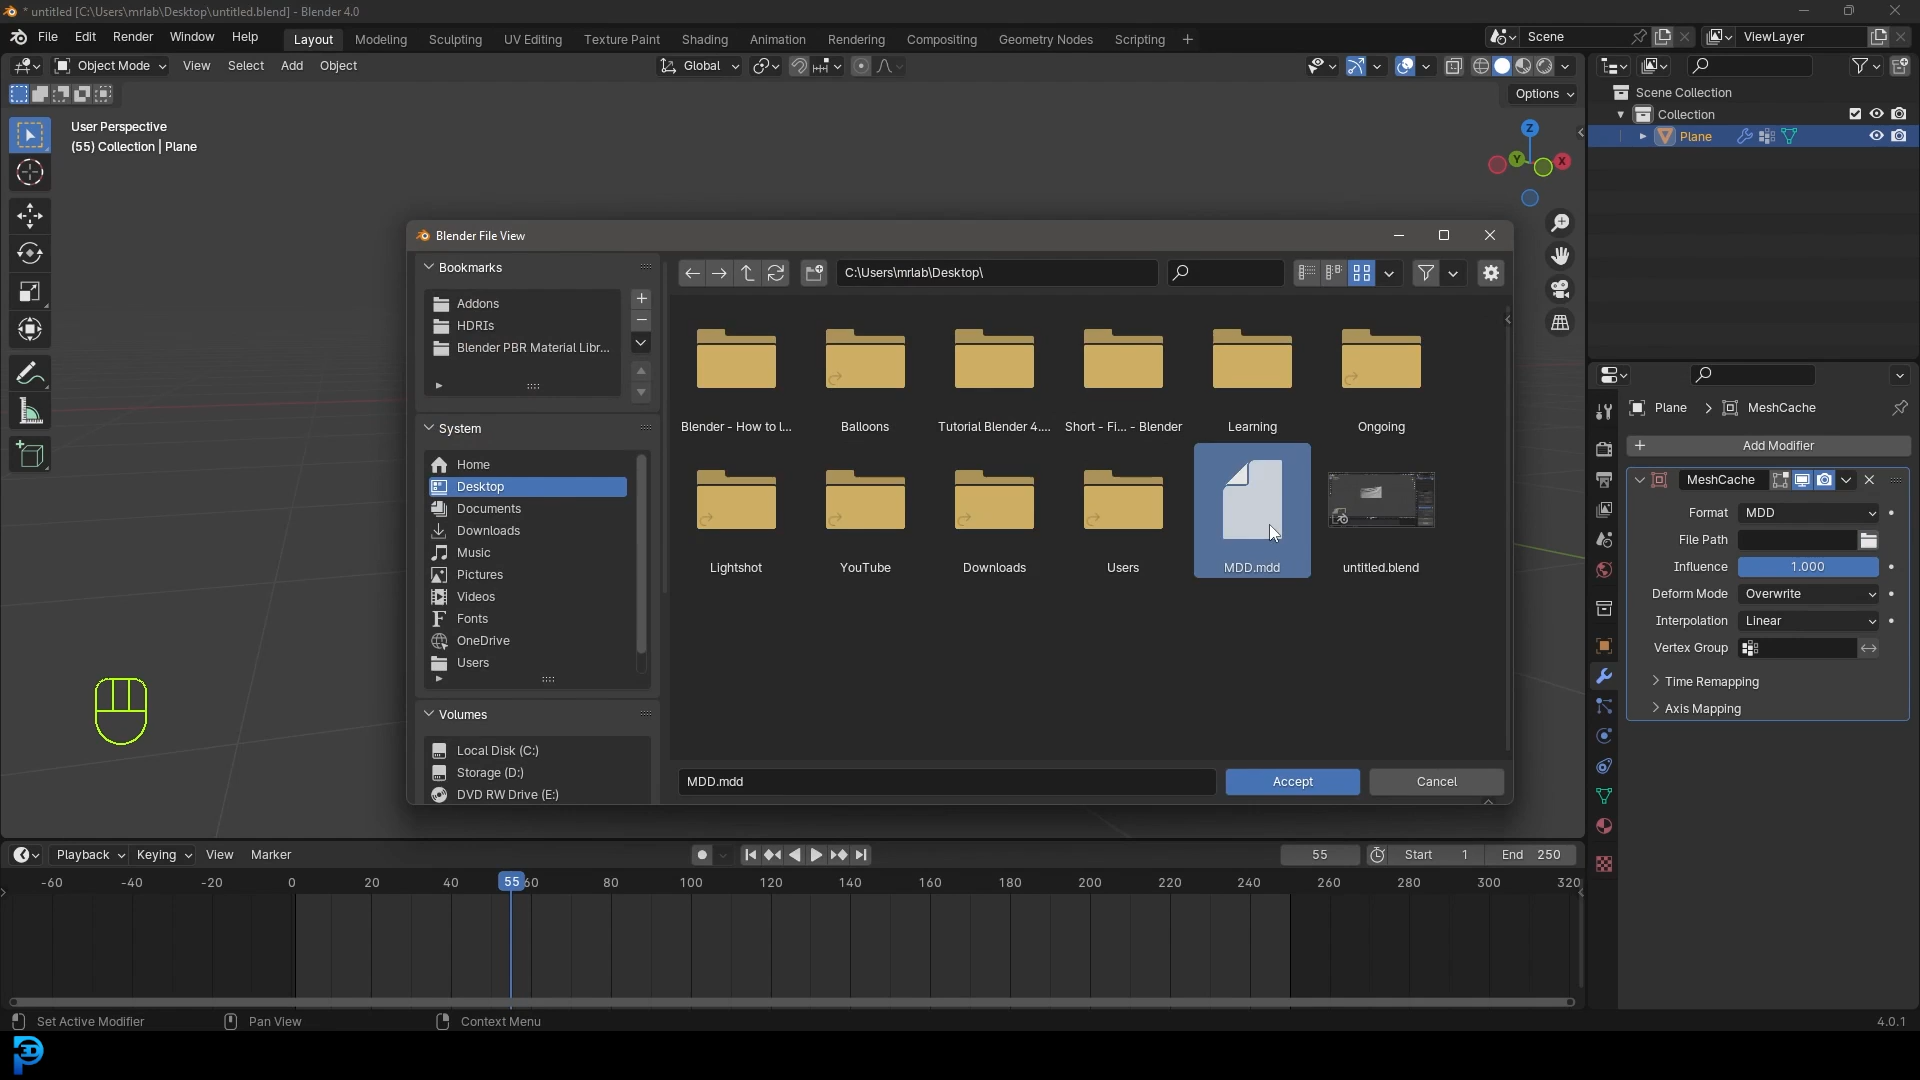 * untitled [C:\Users\mrlab\Desktop\untitled.blend] - Blender 4.0
File Edit Render Window Help
Layout Modeling Sculpting UV Editing Texture Paint Shading Animation Rendering Compositing Geometry Nodes Scripting +
Scene
ViewLayer
Object Mode View Select Add Object
Global
Options
User Perspective
(55) Collection | Plane
Z
Y
X
Scene Collection
Collection
Plane
Blender File View
Bookmarks
Addons
HDRIs
Blender PBR Material Libr...
System
Home
Desktop
Documents
Downloads
Music
Pictures
Videos
Fonts
OneDrive
Users
Volumes
Local Disk (C:)
Storage (D:)
DVD RW Drive (E:)
C:\Users\mrlab\Desktop\
Blender - How to l... Balloons Tutorial Blender 4.... Short - Fi... - Blender Learning Ongoing
Lightshot YouTube Downloads Users MDD.mdd untitled.blend
MDD.mdd
Accept Cancel
Plane > MeshCache
+ Add Modifier
MeshCache
Format MDD
File Path
Influence 1.000
Deform Mode Overwrite
Interpolation Linear
Vertex Group
Time Remapping
Axis Mapping
Playback Keying View Marker
55 Start 1 End 250
-60 -40 -20 0 20 40 55 60 80 100 120 140 160 180 200 220 240 260 280 300 320
Set Active Modifier Pan View Context Menu
4.0.1
3D